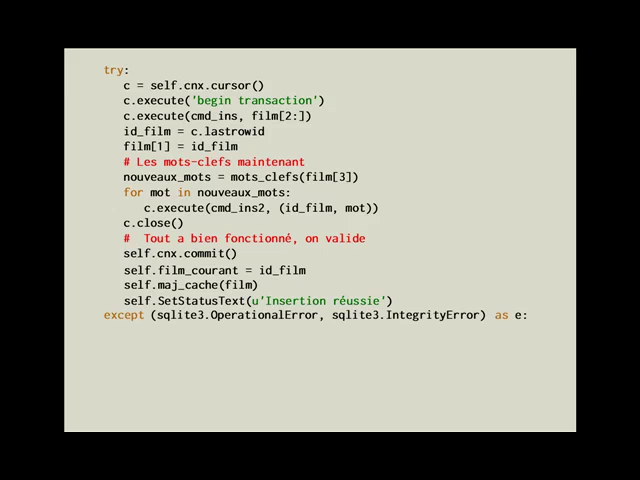 try:
c = self.cnx.cursor()
c.execute('begin transaction')
c.execute(cmd_ins, film[2:])
id_film = c.lastrowid
film[1] = id_film
# Les mots-clefs maintenant
nouveaux_mots = mots_clefs(film[3])
for mot in nouveaux_mots:
c.execute(cmd_ins2, (id_film, mot))
c.close()
#  Tout a bien fonctionné, on valide
self.cnx.commit()
self.film_courant = id_film
self.maj_cache(film)
self.SetStatusText(u'Insertion réussie')
except (sqlite3.OperationalError, sqlite3.IntegrityError) as e: